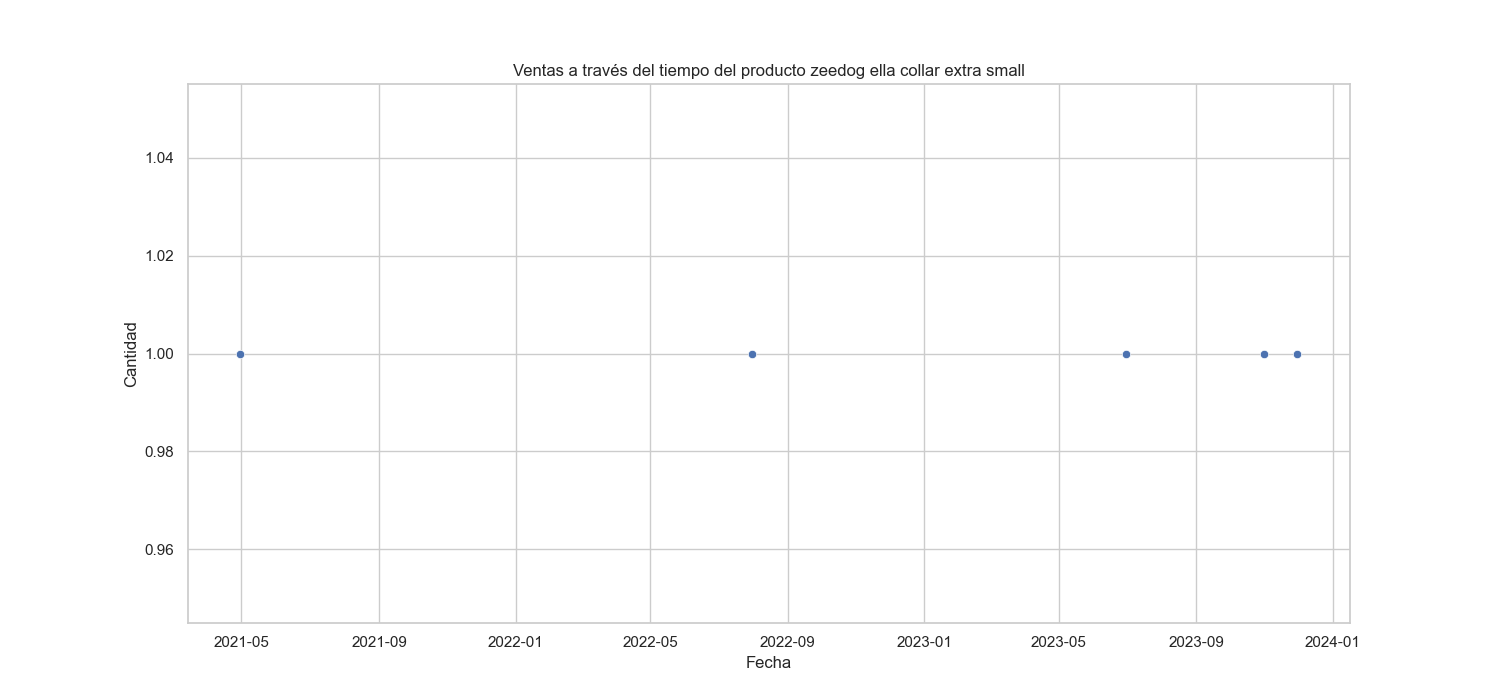 Ventas a través del tiempo del producto zeedog ella collar extra small
1.04
1.02
1.00
0.98
0.96
Cantidad
2021-05 2021-09 2022-01 2022-05 2022-09 2023-01 2023-05 2023-09 2024-01
Fecha